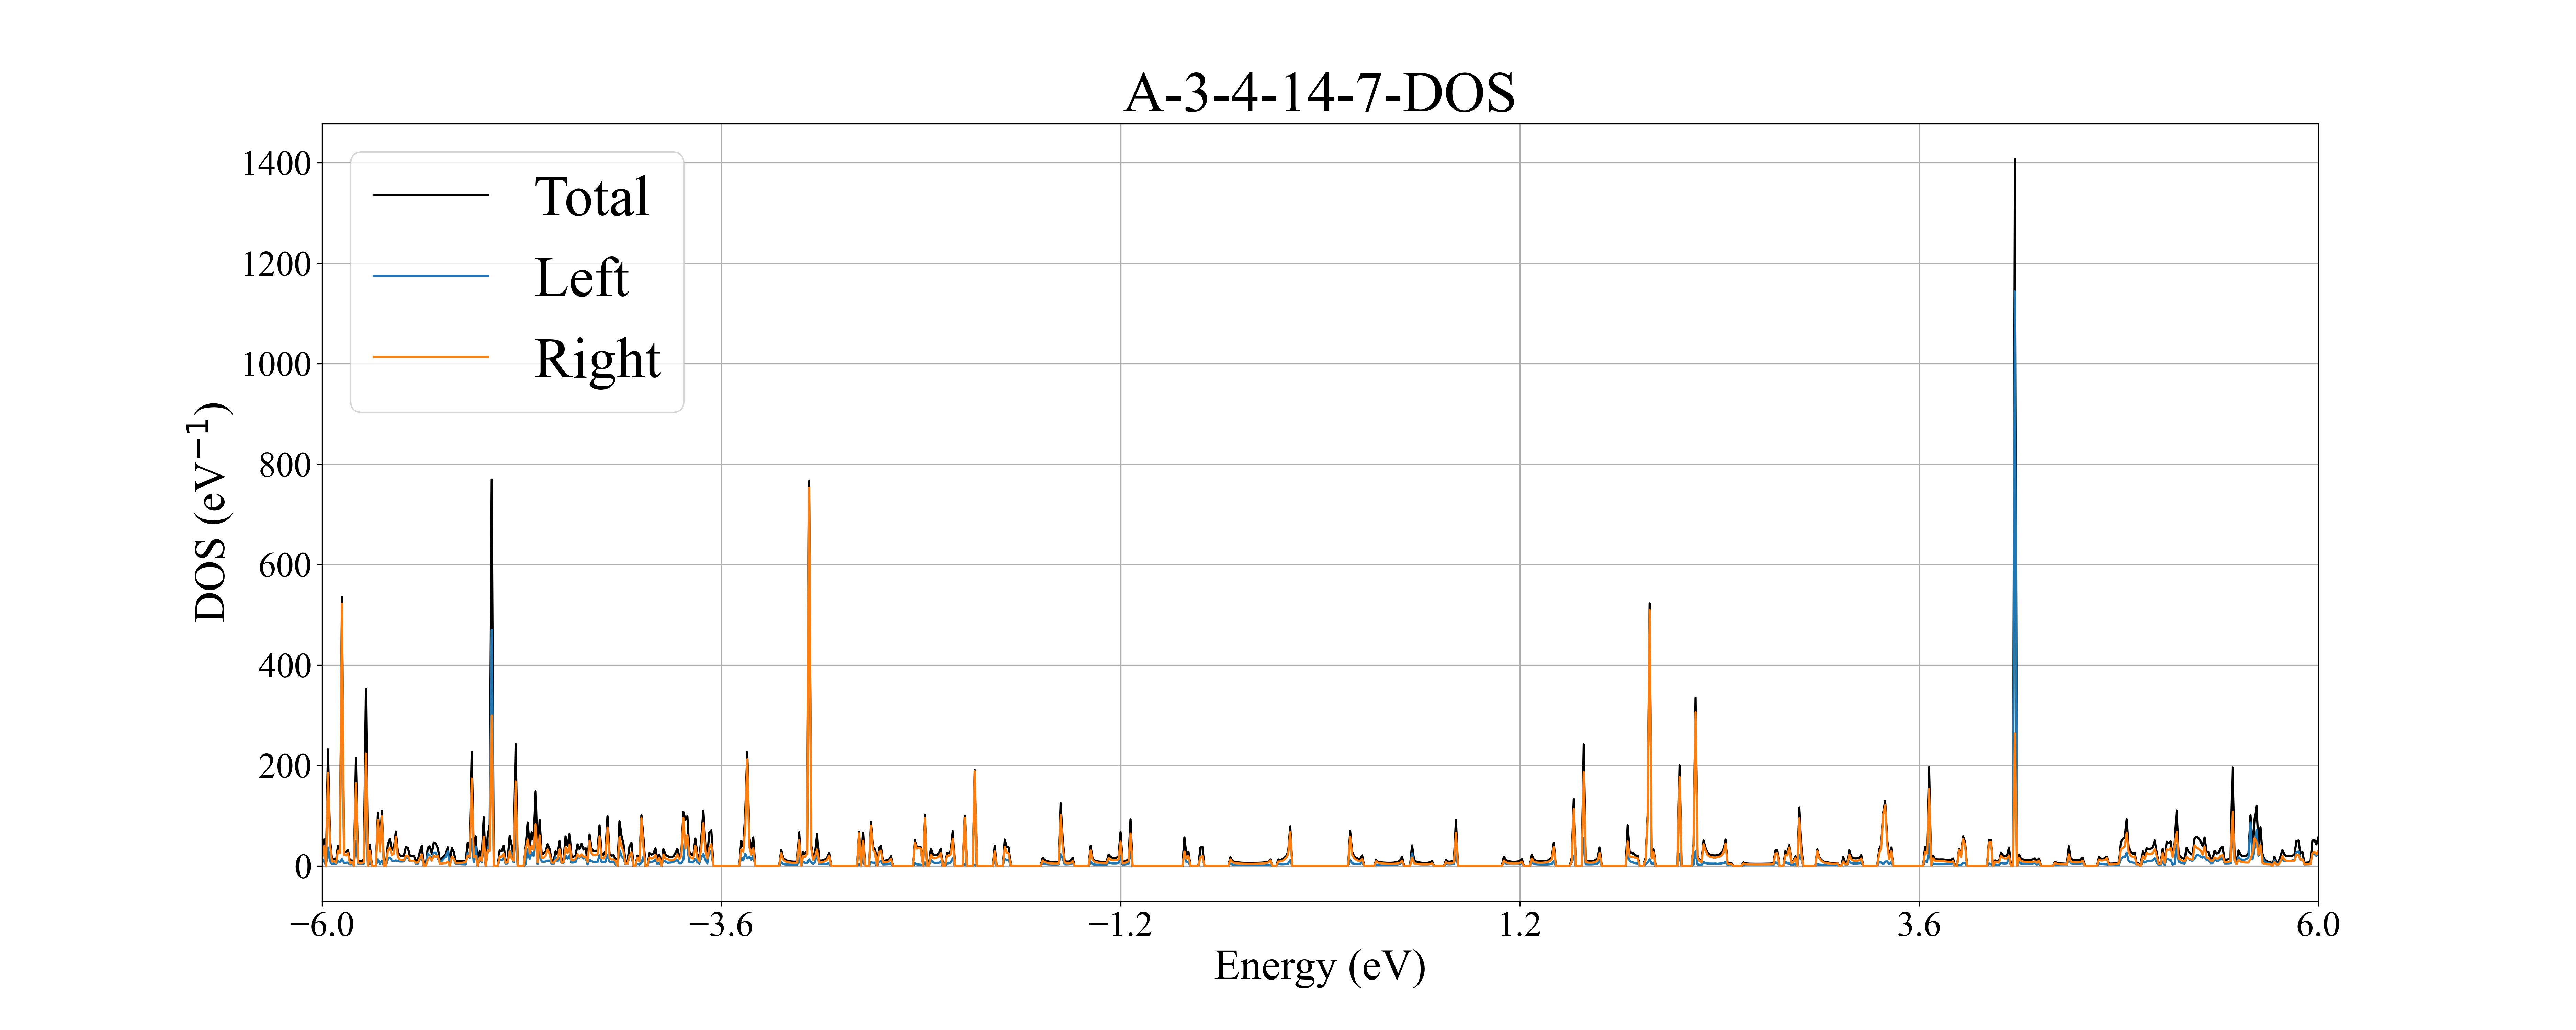 A-3-4-14-7-DOS
Total
Left
Right
1400
1200
1000
800
600
400
200
0
DOS (eV⁻¹)
−6.0 −3.6 −1.2 1.2 3.6 6.0
Energy (eV)